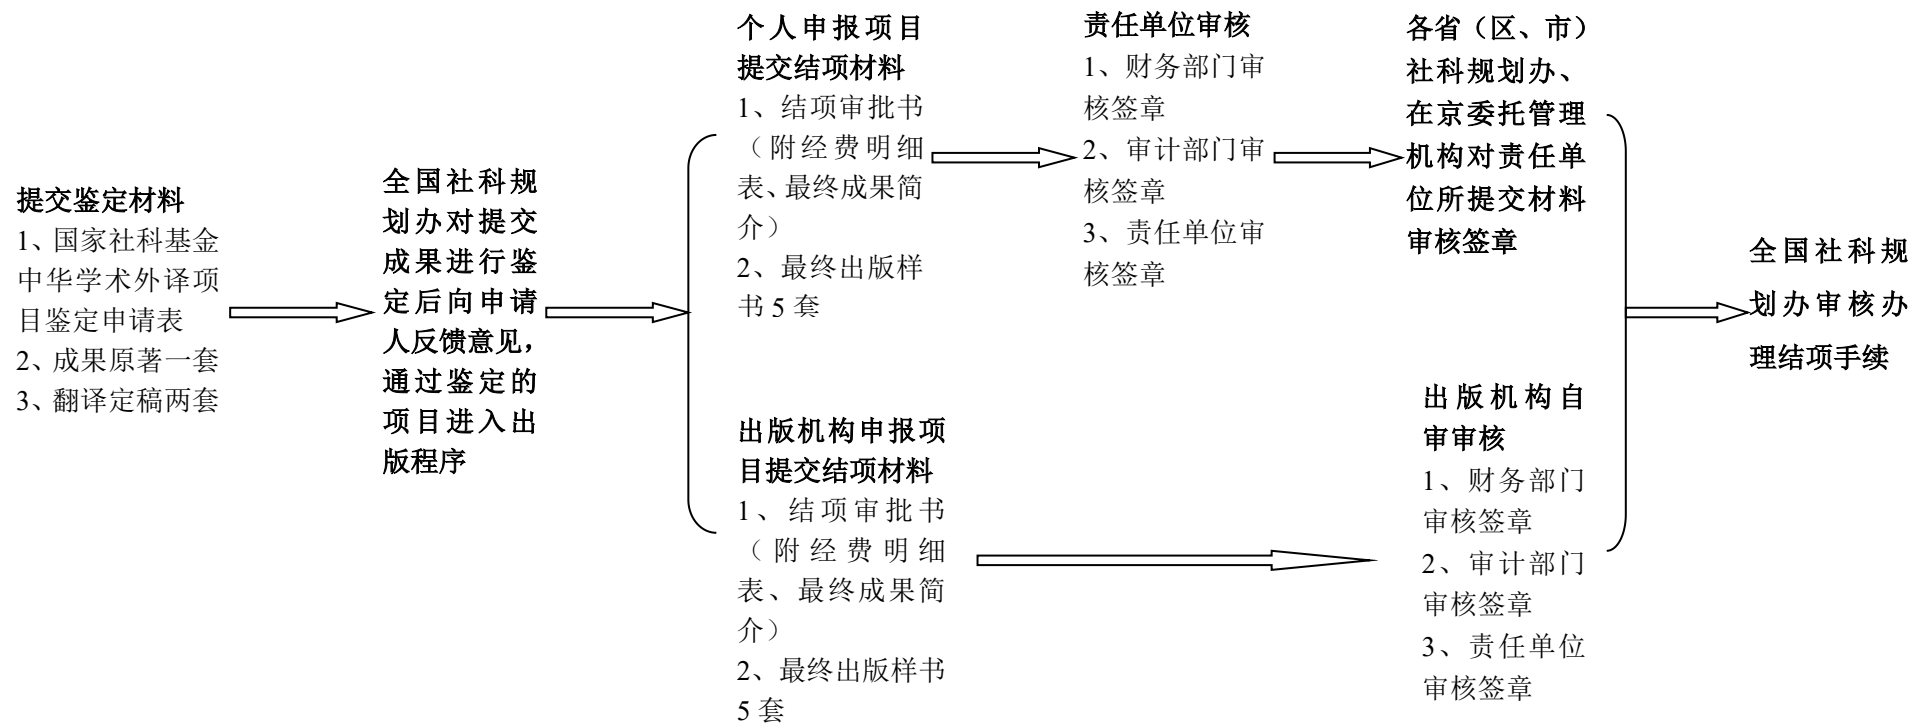 提交鉴定材料
1、国家社科基金
中华学术外译项
目鉴定申请表
2、成果原著一套
3、翻译定稿两套
全国社科规
划办对提交
成果进行鉴
定后向申请
人反馈意见，
通过鉴定的
项目进入出
版程序
个人申报项目
提交结项材料
1、结项审批书
（附经费明细
表、最终成果简
介）
2、最终出版样
书 5 套
责任单位审核
1、财务部门审
核签章
2、审计部门审
核签章
3、责任单位审
核签章
各省（区、市）
社科规划办、
在京委托管理
机构对责任单
位所提交材料
审核签章
出版机构申报项
目提交结项材料
1、结项审批书
（附经费明细
表、最终成果简
介）
2、最终出版样书
5 套
出版机构自
审审核
1、财务部门
审核签章
2、审计部门
审核签章
3、责任单位
审核签章
全国社科规
划办审核办
理结项手续